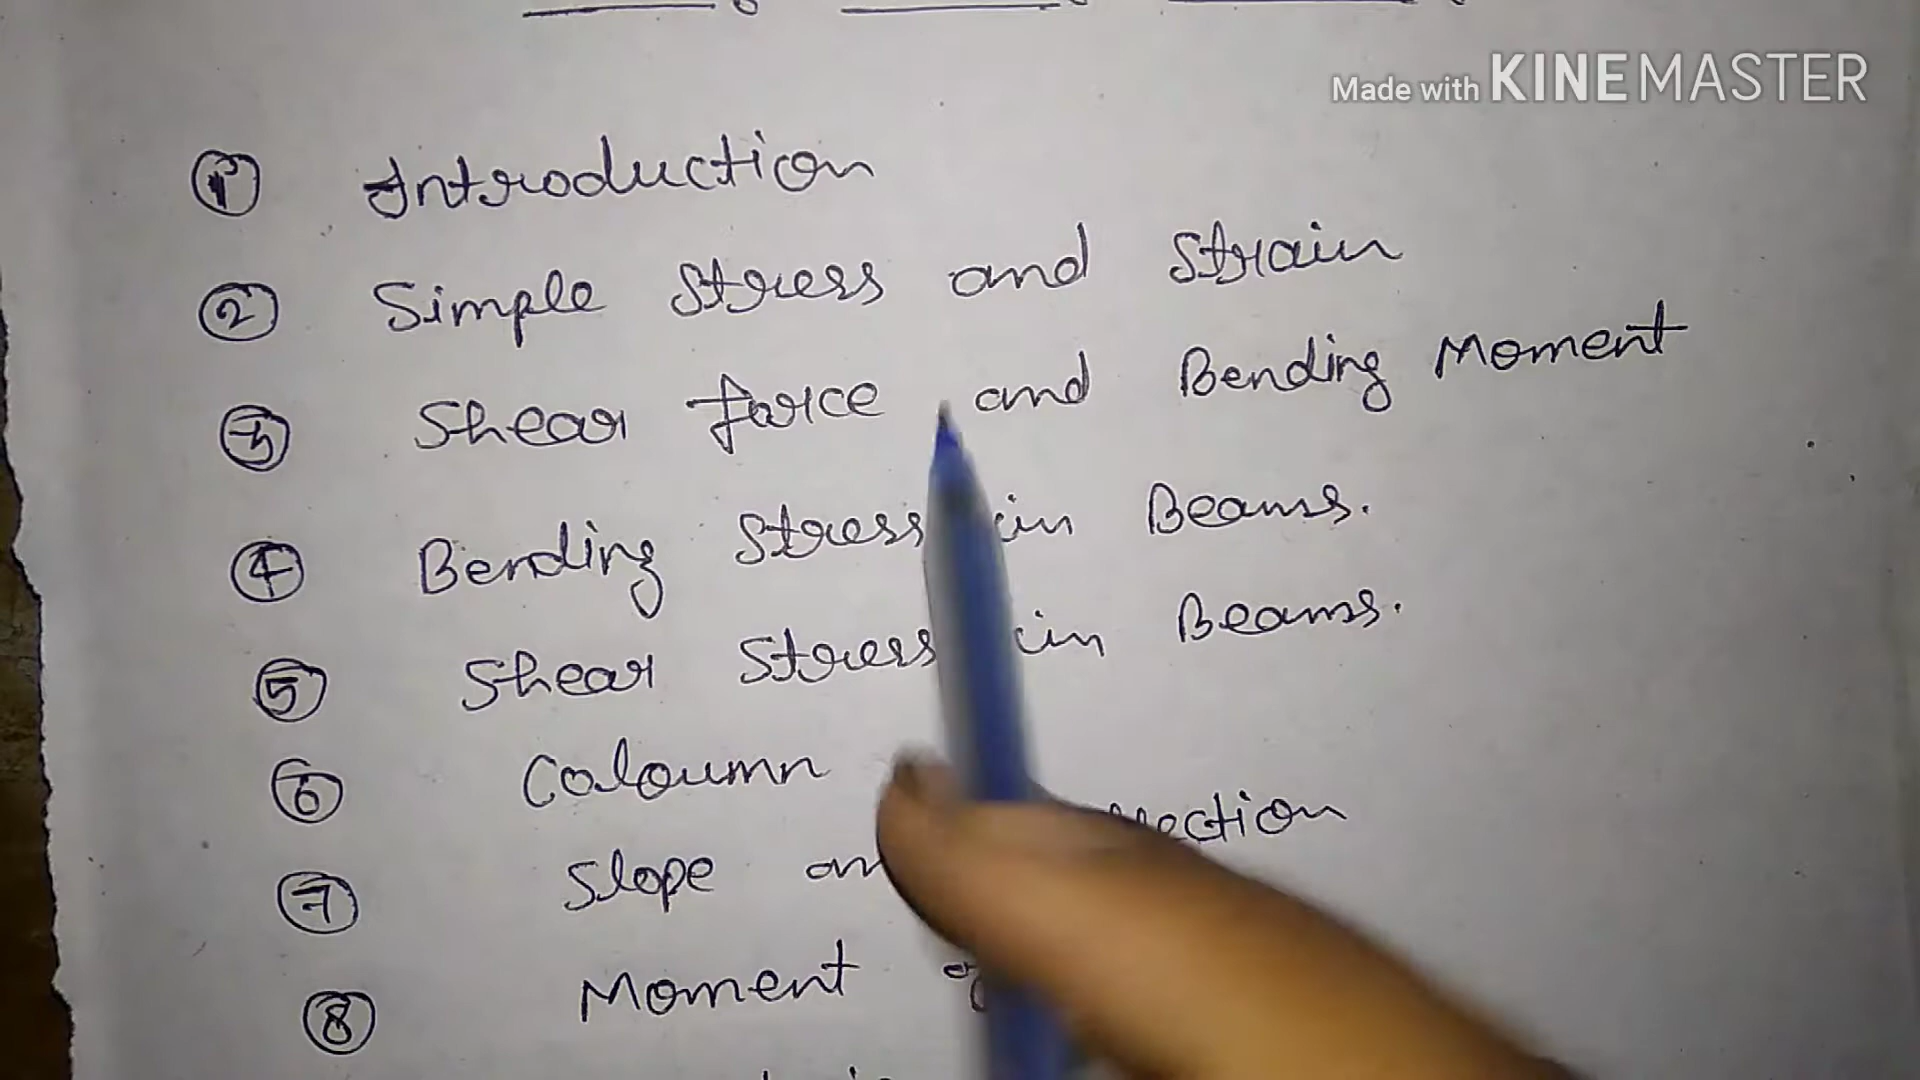 Made with KINEMASTER
① Introduction
② Simple Stress and Strain
③ Shear force and Bending Moment
④ Bending Stress in Beams.
⑤ Shear Stress in Beams.
⑥ Coloumn
⑦ Slope
⑧ Moment